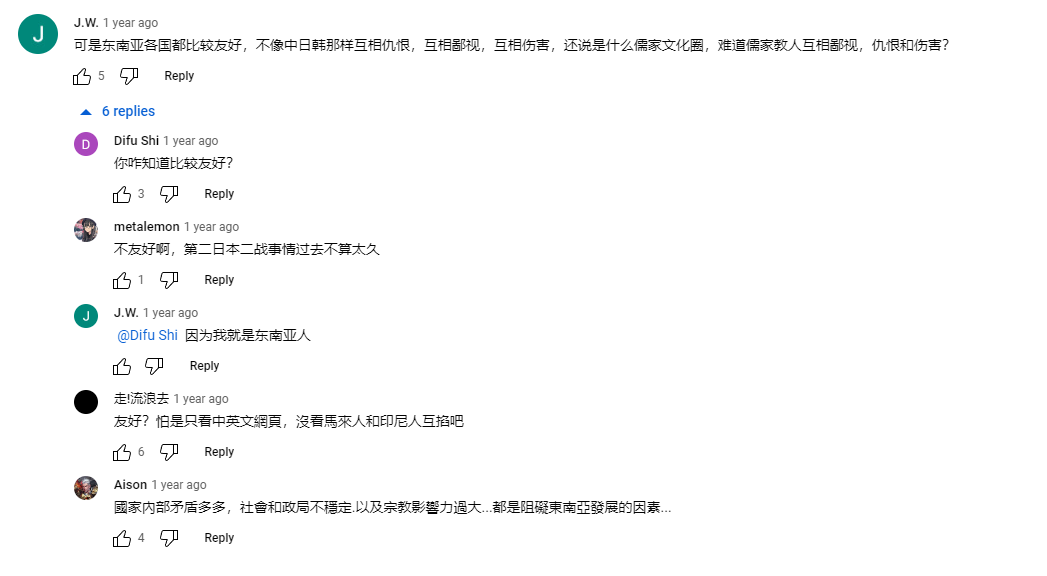 J
J.W. 1 year ago
可是东南亚各国都比较友好，不像中日韩那样互相仇恨，互相鄙视，互相伤害，还说是什么儒家文化圈，难道儒家教人互相鄙视，仇恨和伤害？
5 Reply
6 replies
D
Difu Shi 1 year ago
你咋知道比较友好？
3 Reply
metalemon 1 year ago
不友好啊，第二日本二战事情过去不算太久
1 Reply
J
J.W. 1 year ago
@Difu Shi 因为我就是东南亚人
Reply
走!流浪去 1 year ago
友好？怕是只看中英文網頁，沒看馬來人和印尼人互掐吧
6 Reply
Aison 1 year ago
國家内部矛盾多多，社會和政局不穩定.以及宗教影響力過大...都是阻礙東南亞發展的因素...
4 Reply